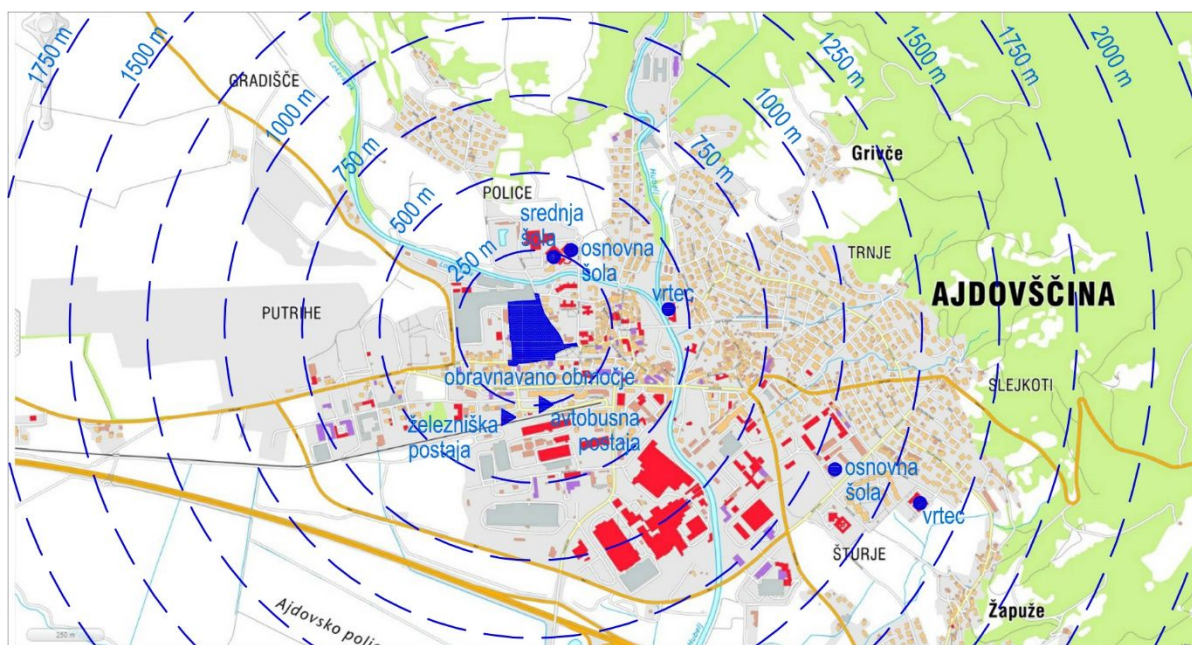 1750 m
1500 m
1000 m
750 m
500 m
250 m
1250 m
1500 m
1750 m
2000 m
1000 m
750 m
GRADIŠČE
POLICE
Grivče
srednja
šola
osnovna
šola
Hubelj
TRNJE
vrtec
AJDOVŠČINA
PUTRIHE
obravnavano območje
SLEJKOTI
železniška
postaja
avtobusna
postaja
osnovna
šola
vrtec
ŠTURJE
Žapuže
Ajdovsko polje
250 m